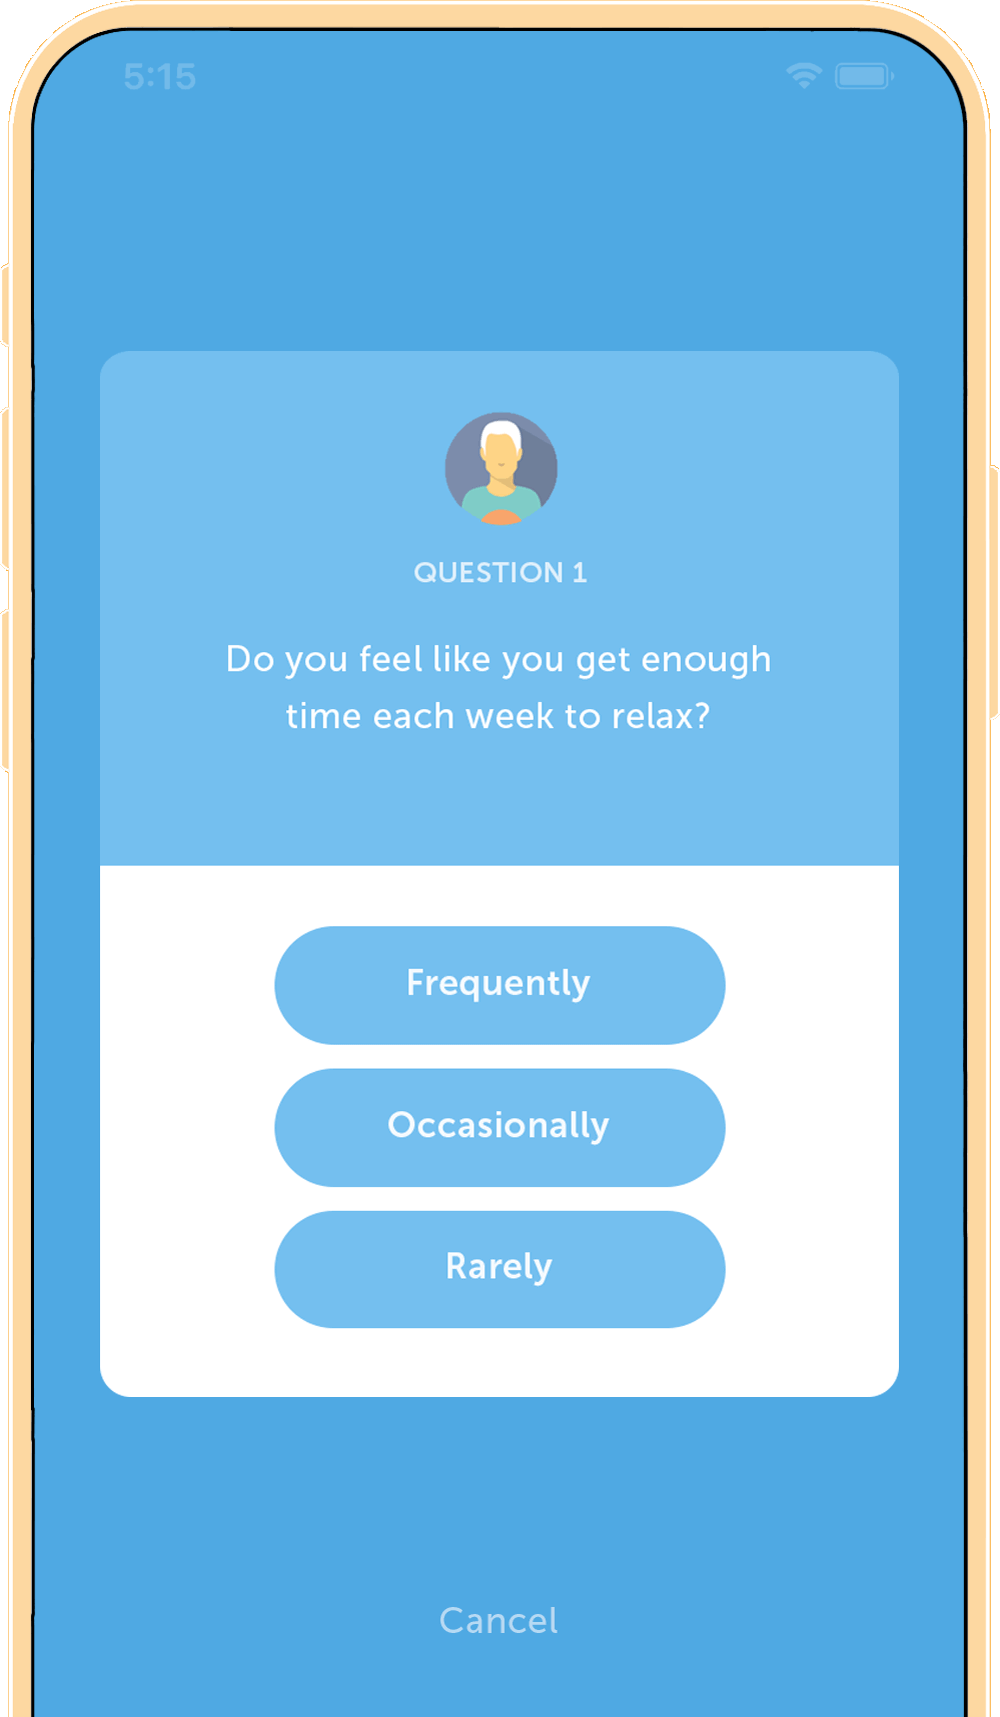 5:15
QUESTION 1
Do you feel like you get enough
time each week to relax?
Frequently
Occasionally
Rarely
Cancel